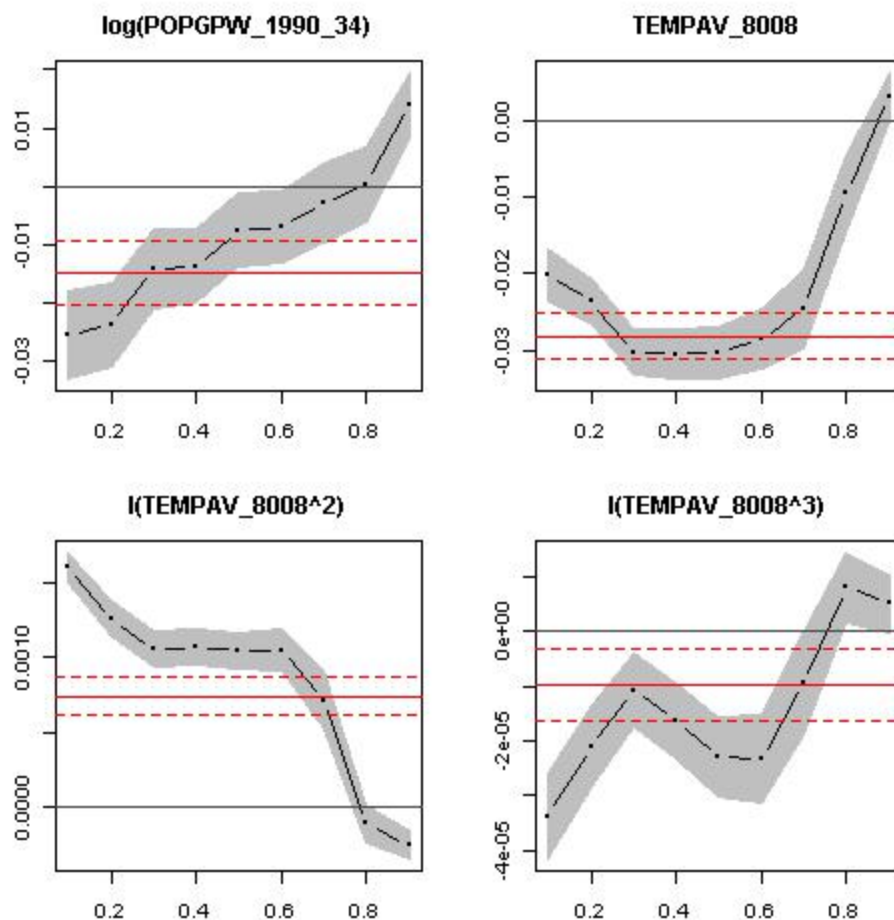 log(POPGPW_1990_34)
0.01
-0.01
-0.03
0.2 0.4 0.6 0.8
TEMPAV_8008
0.00
-0.01
-0.02
-0.03
0.2 0.4 0.6 0.8
I(TEMPAV_8008^2)
0.0010
0.0000
0.2 0.4 0.6 0.8
I(TEMPAV_8008^3)
0e+00
-2e-05
-4e-05
0.2 0.4 0.6 0.8